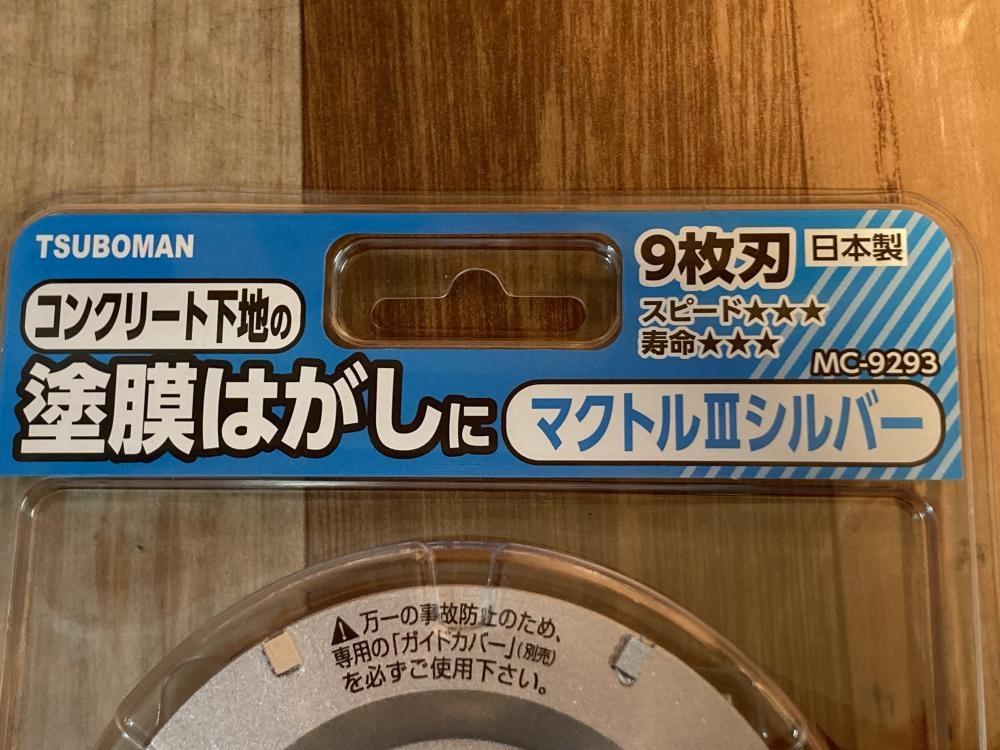 TSUBOMAN
コンクリート下地の
塗膜はがしに
9枚刃 日本製
スピード★★★
寿命★★★
MC-9293
マクトルⅢシルバー
⚠万一の事故防止のため、
専用の「ガイドカバー」(別売)
を必ずご使用下さい。